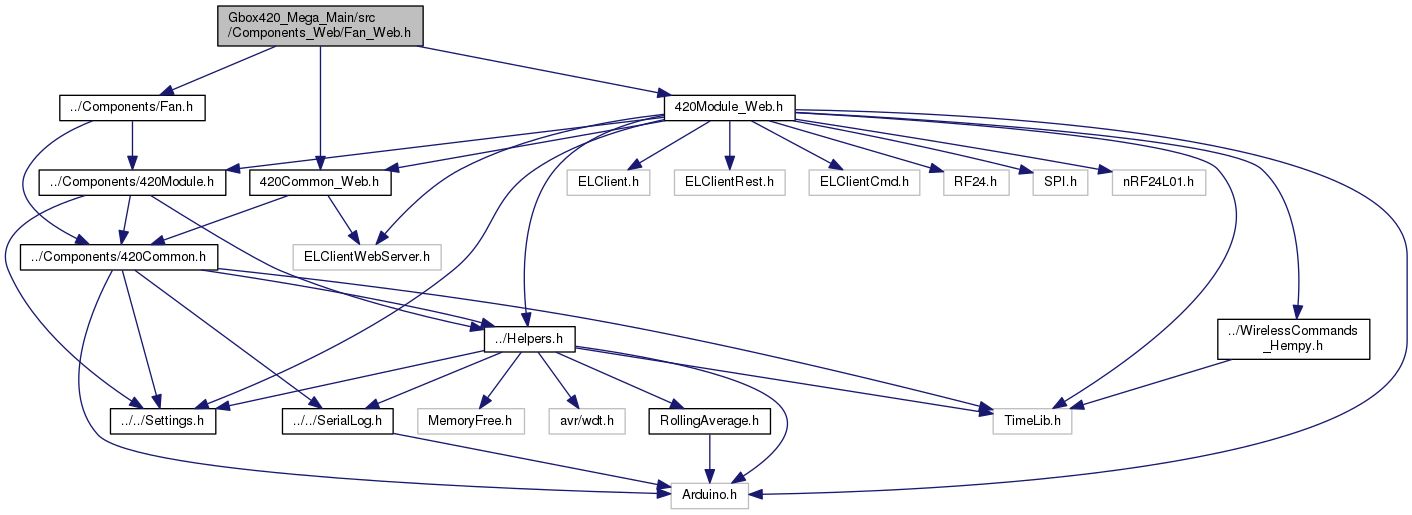 Gbox420_Mega_Main/src
/Components_Web/Fan_Web.h
../Components/Fan.h
420Module_Web.h
../Components/420Module.h
420Common_Web.h
ELClient.h
ELClientRest.h
ELClientCmd.h
RF24.h
SPI.h
nRF24L01.h
../Components/420Common.h
ELClientWebServer.h
../Helpers.h
../WirelessCommands
_Hempy.h
../../Settings.h
../../SerialLog.h
MemoryFree.h
avr/wdt.h
RollingAverage.h
TimeLib.h
Arduino.h